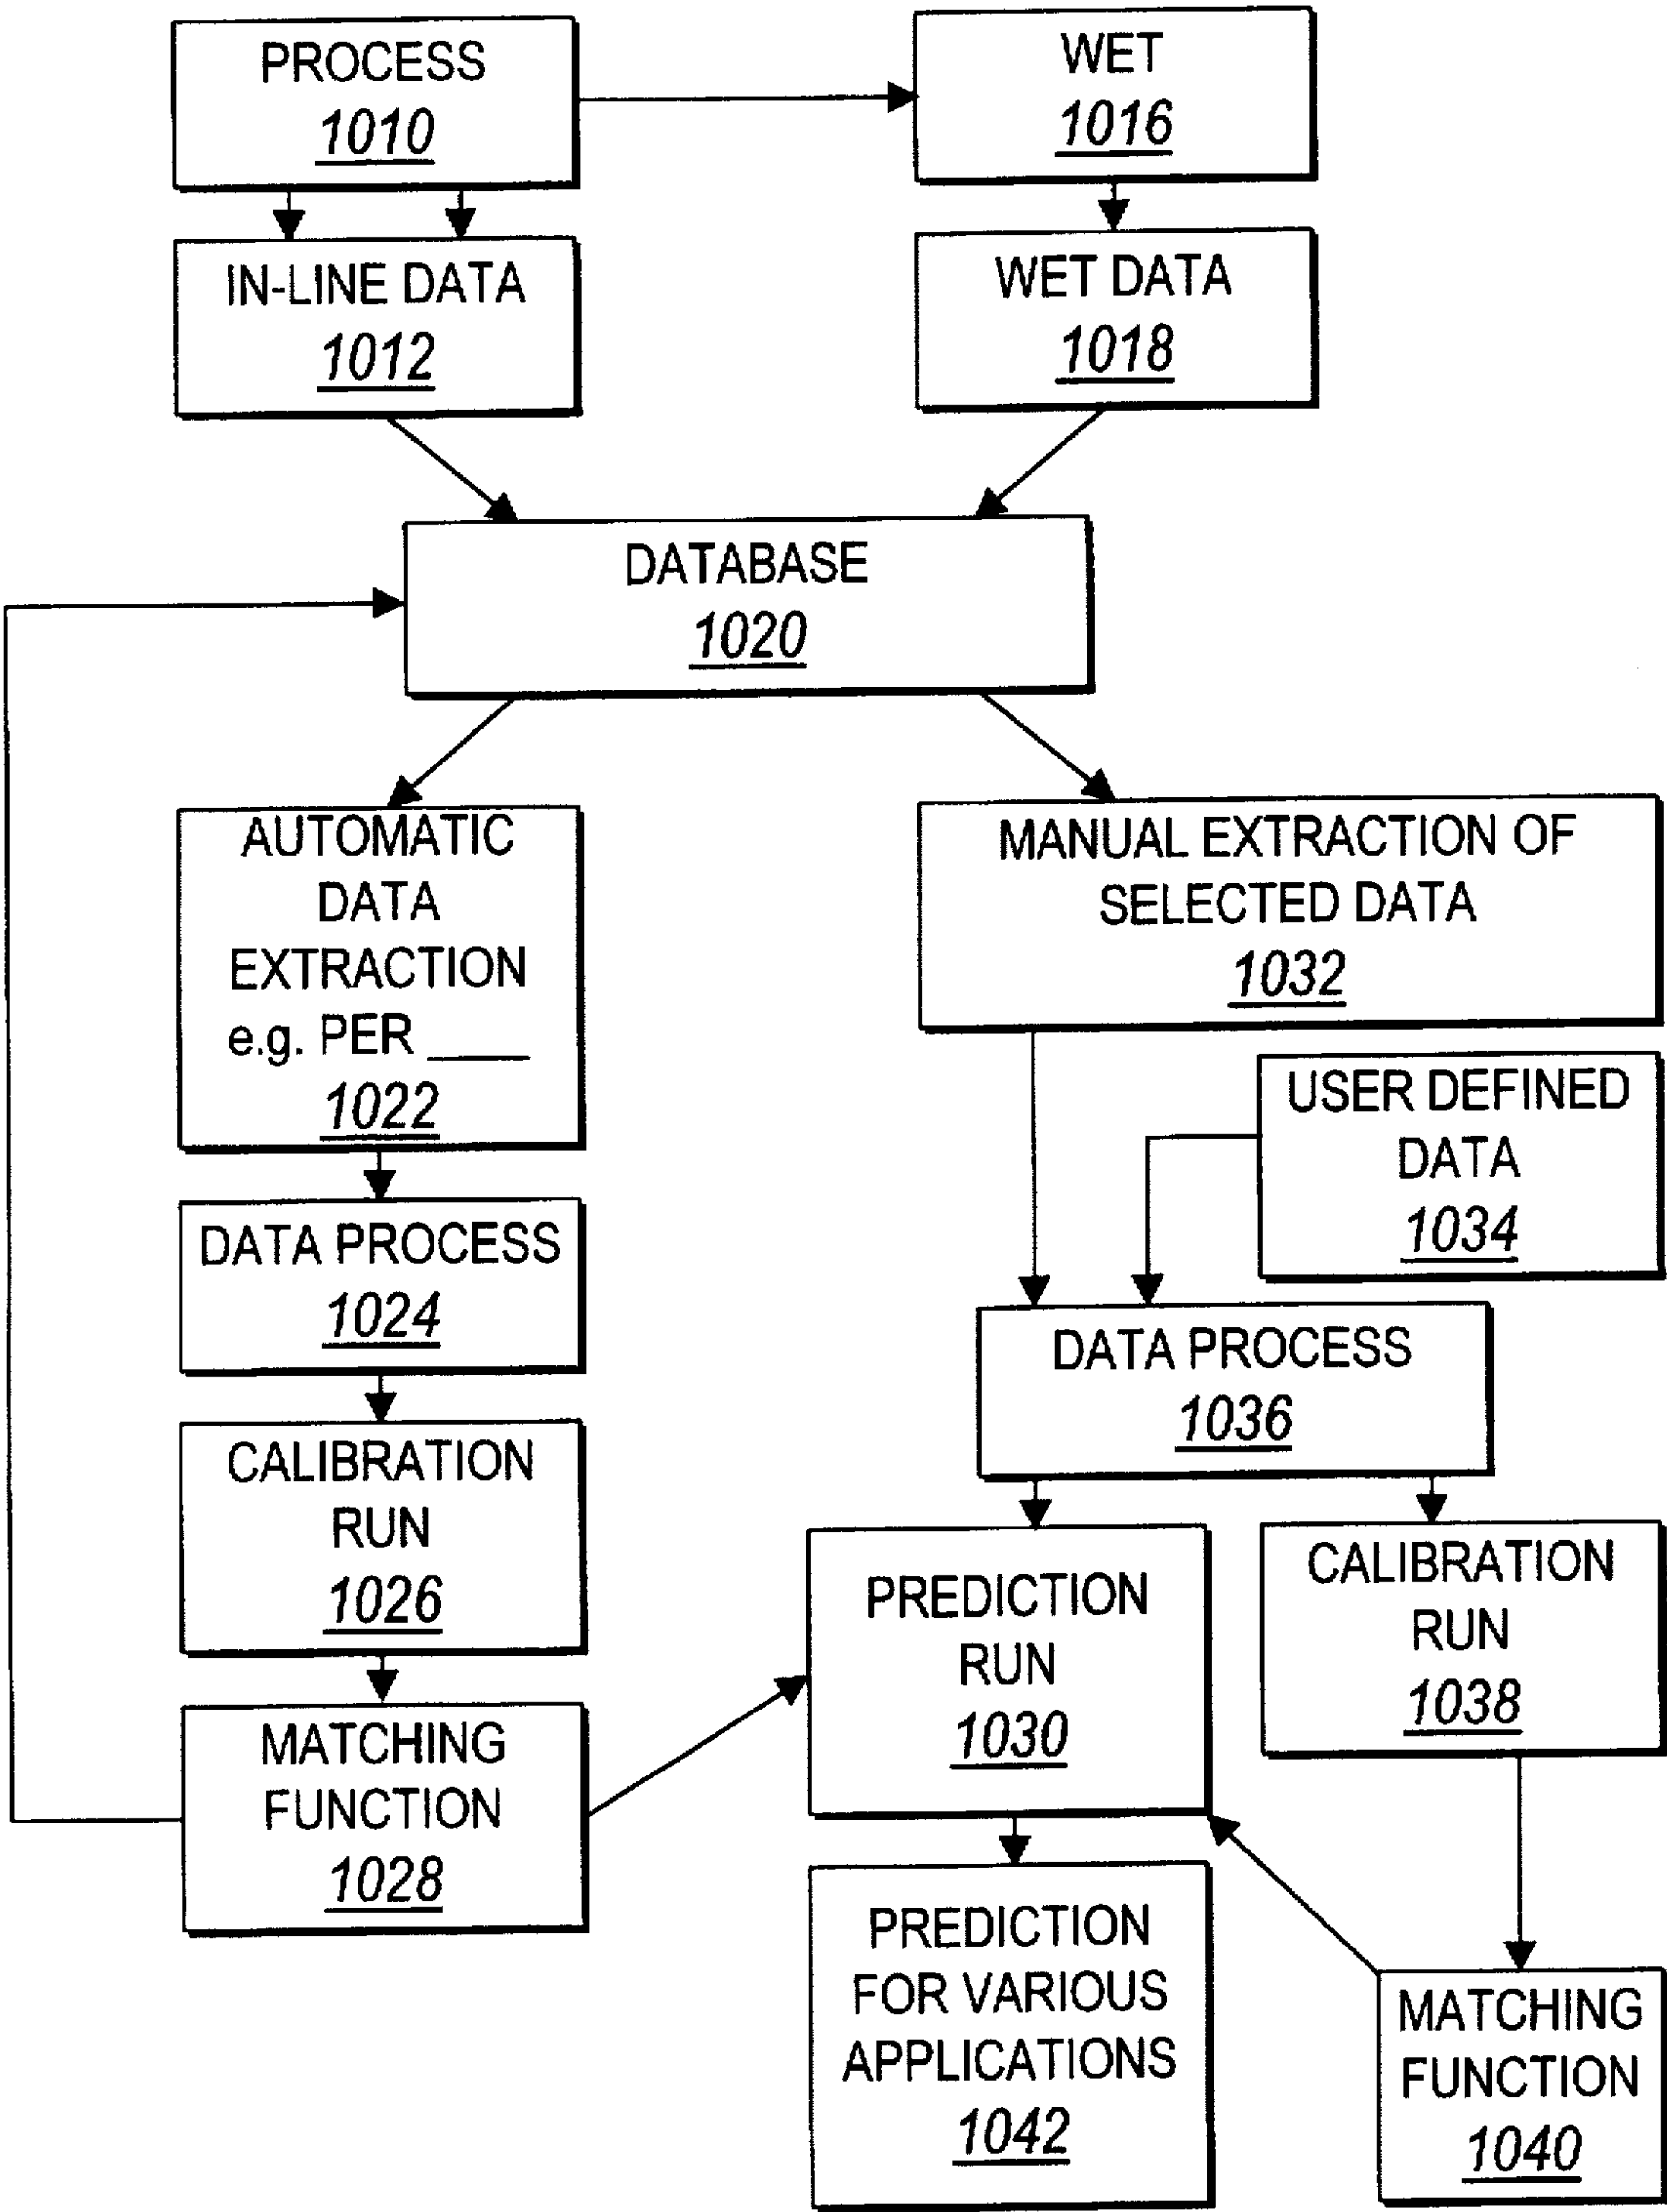 PROCESS
1010
WET
1016
IN-LINE DATA
1012
WET DATA
1018
DATABASE
1020
AUTOMATIC
DATA
EXTRACTION
e.g. PER ____
1022
MANUAL EXTRACTION OF
SELECTED DATA
1032
USER DEFINED
DATA
1034
DATA PROCESS
1024
DATA PROCESS
1036
CALIBRATION
RUN
1026
PREDICTION
RUN
1030
CALIBRATION
RUN
1038
MATCHING
FUNCTION
1028
PREDICTION
FOR VARIOUS
APPLICATIONS
1042
MATCHING
FUNCTION
1040